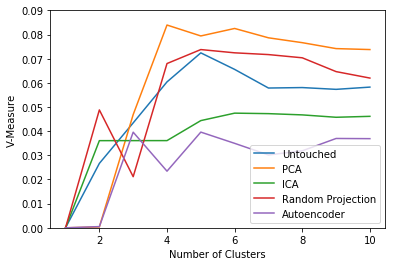 0.09
0.08
0.07
0.06
0.05
0.04
0.03
0.02
0.01
0.00
V-Measure
Untouched
PCA
ICA
Random Projection
Autoencoder
2 4 6 8 10
Number of Clusters